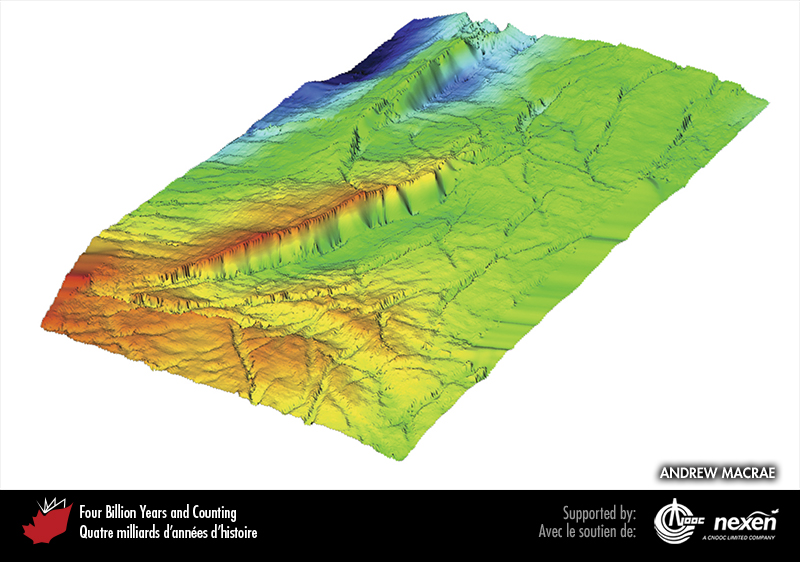 ANDREW MACRAE
Four Billion Years and Counting
Quatre milliards d'années d'histoire
Supported by:
Avec le soutien de:
CNOOC
nexen
A CNOOC LIMITED COMPANY